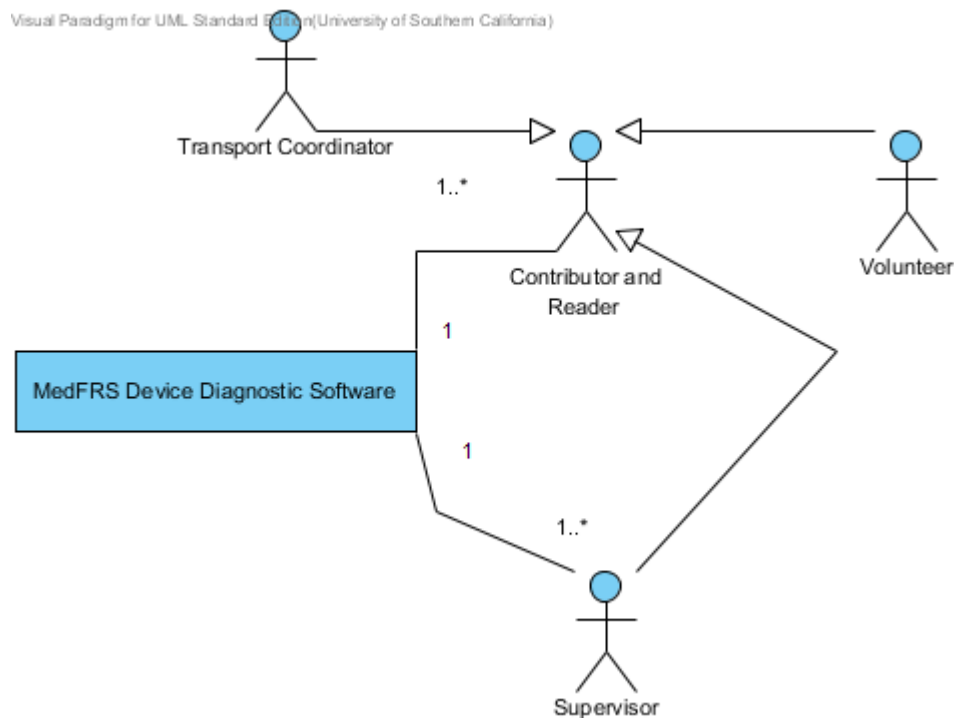 Visual Paradigm for UML Standard Edition(University of Southern California)
Transport Coordinator
1..*
Volunteer
Contributor and
Reader
1
MedFRS Device Diagnostic Software
1
1..*
Supervisor